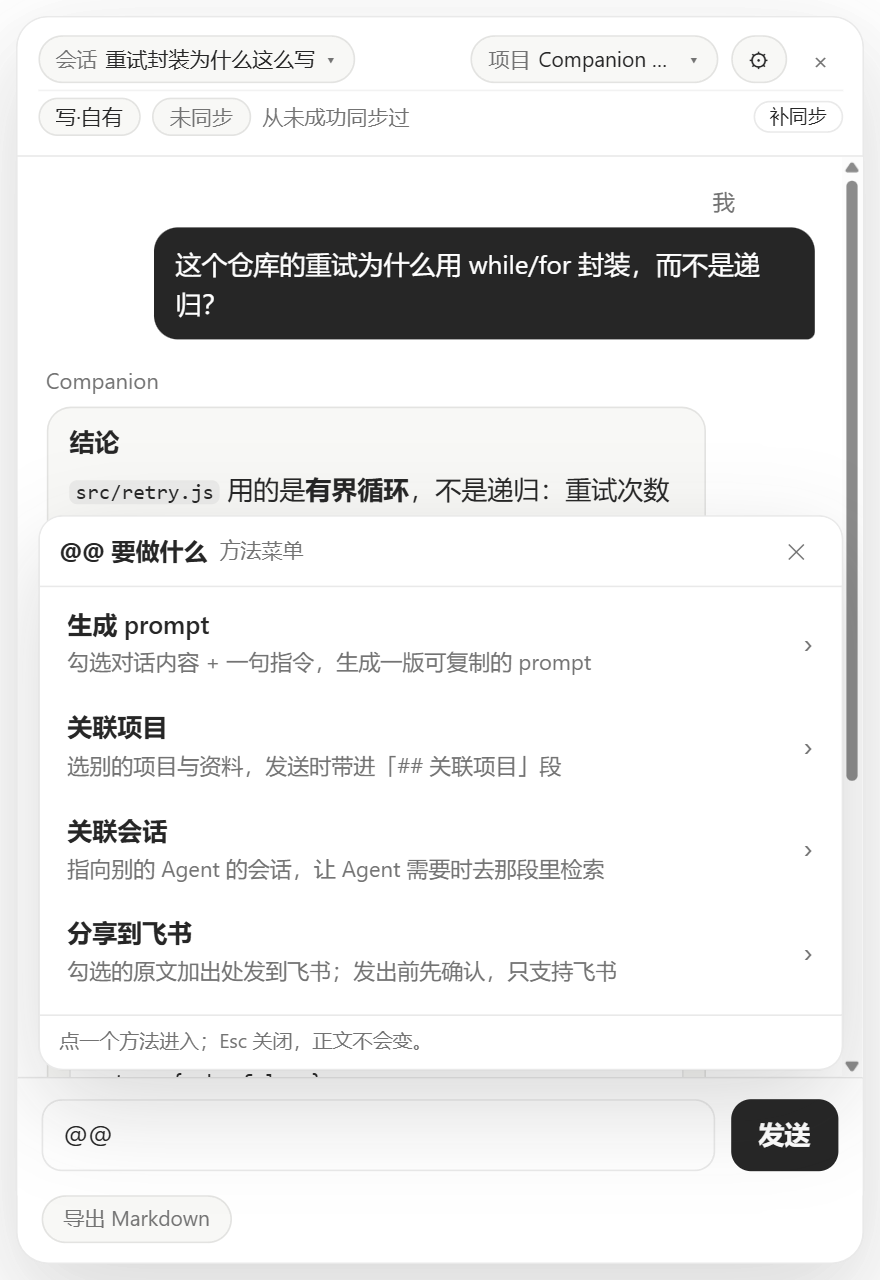 会话 重试封装为什么这么写 ▾ 项目 Companion ... ▾ ×
写·自有 未同步 从未成功同步过 补同步
我
这个仓库的重试为什么用 while/for 封装，而不是递
归？
Companion
结论
src/retry.js 用的是有界循环，不是递归：重试次数
@@ 要做什么 方法菜单
生成 prompt
勾选对话内容 + 一句指令，生成一版可复制的 prompt
关联项目
选别的项目与资料，发送时带进「## 关联项目」段
关联会话
指向别的 Agent 的会话，让 Agent 需要时去那段里检索
分享到飞书
勾选的原文加出处发到飞书；发出前先确认，只支持飞书
点一个方法进入；Esc 关闭，正文不会变。
@@ 发送
导出 Markdown